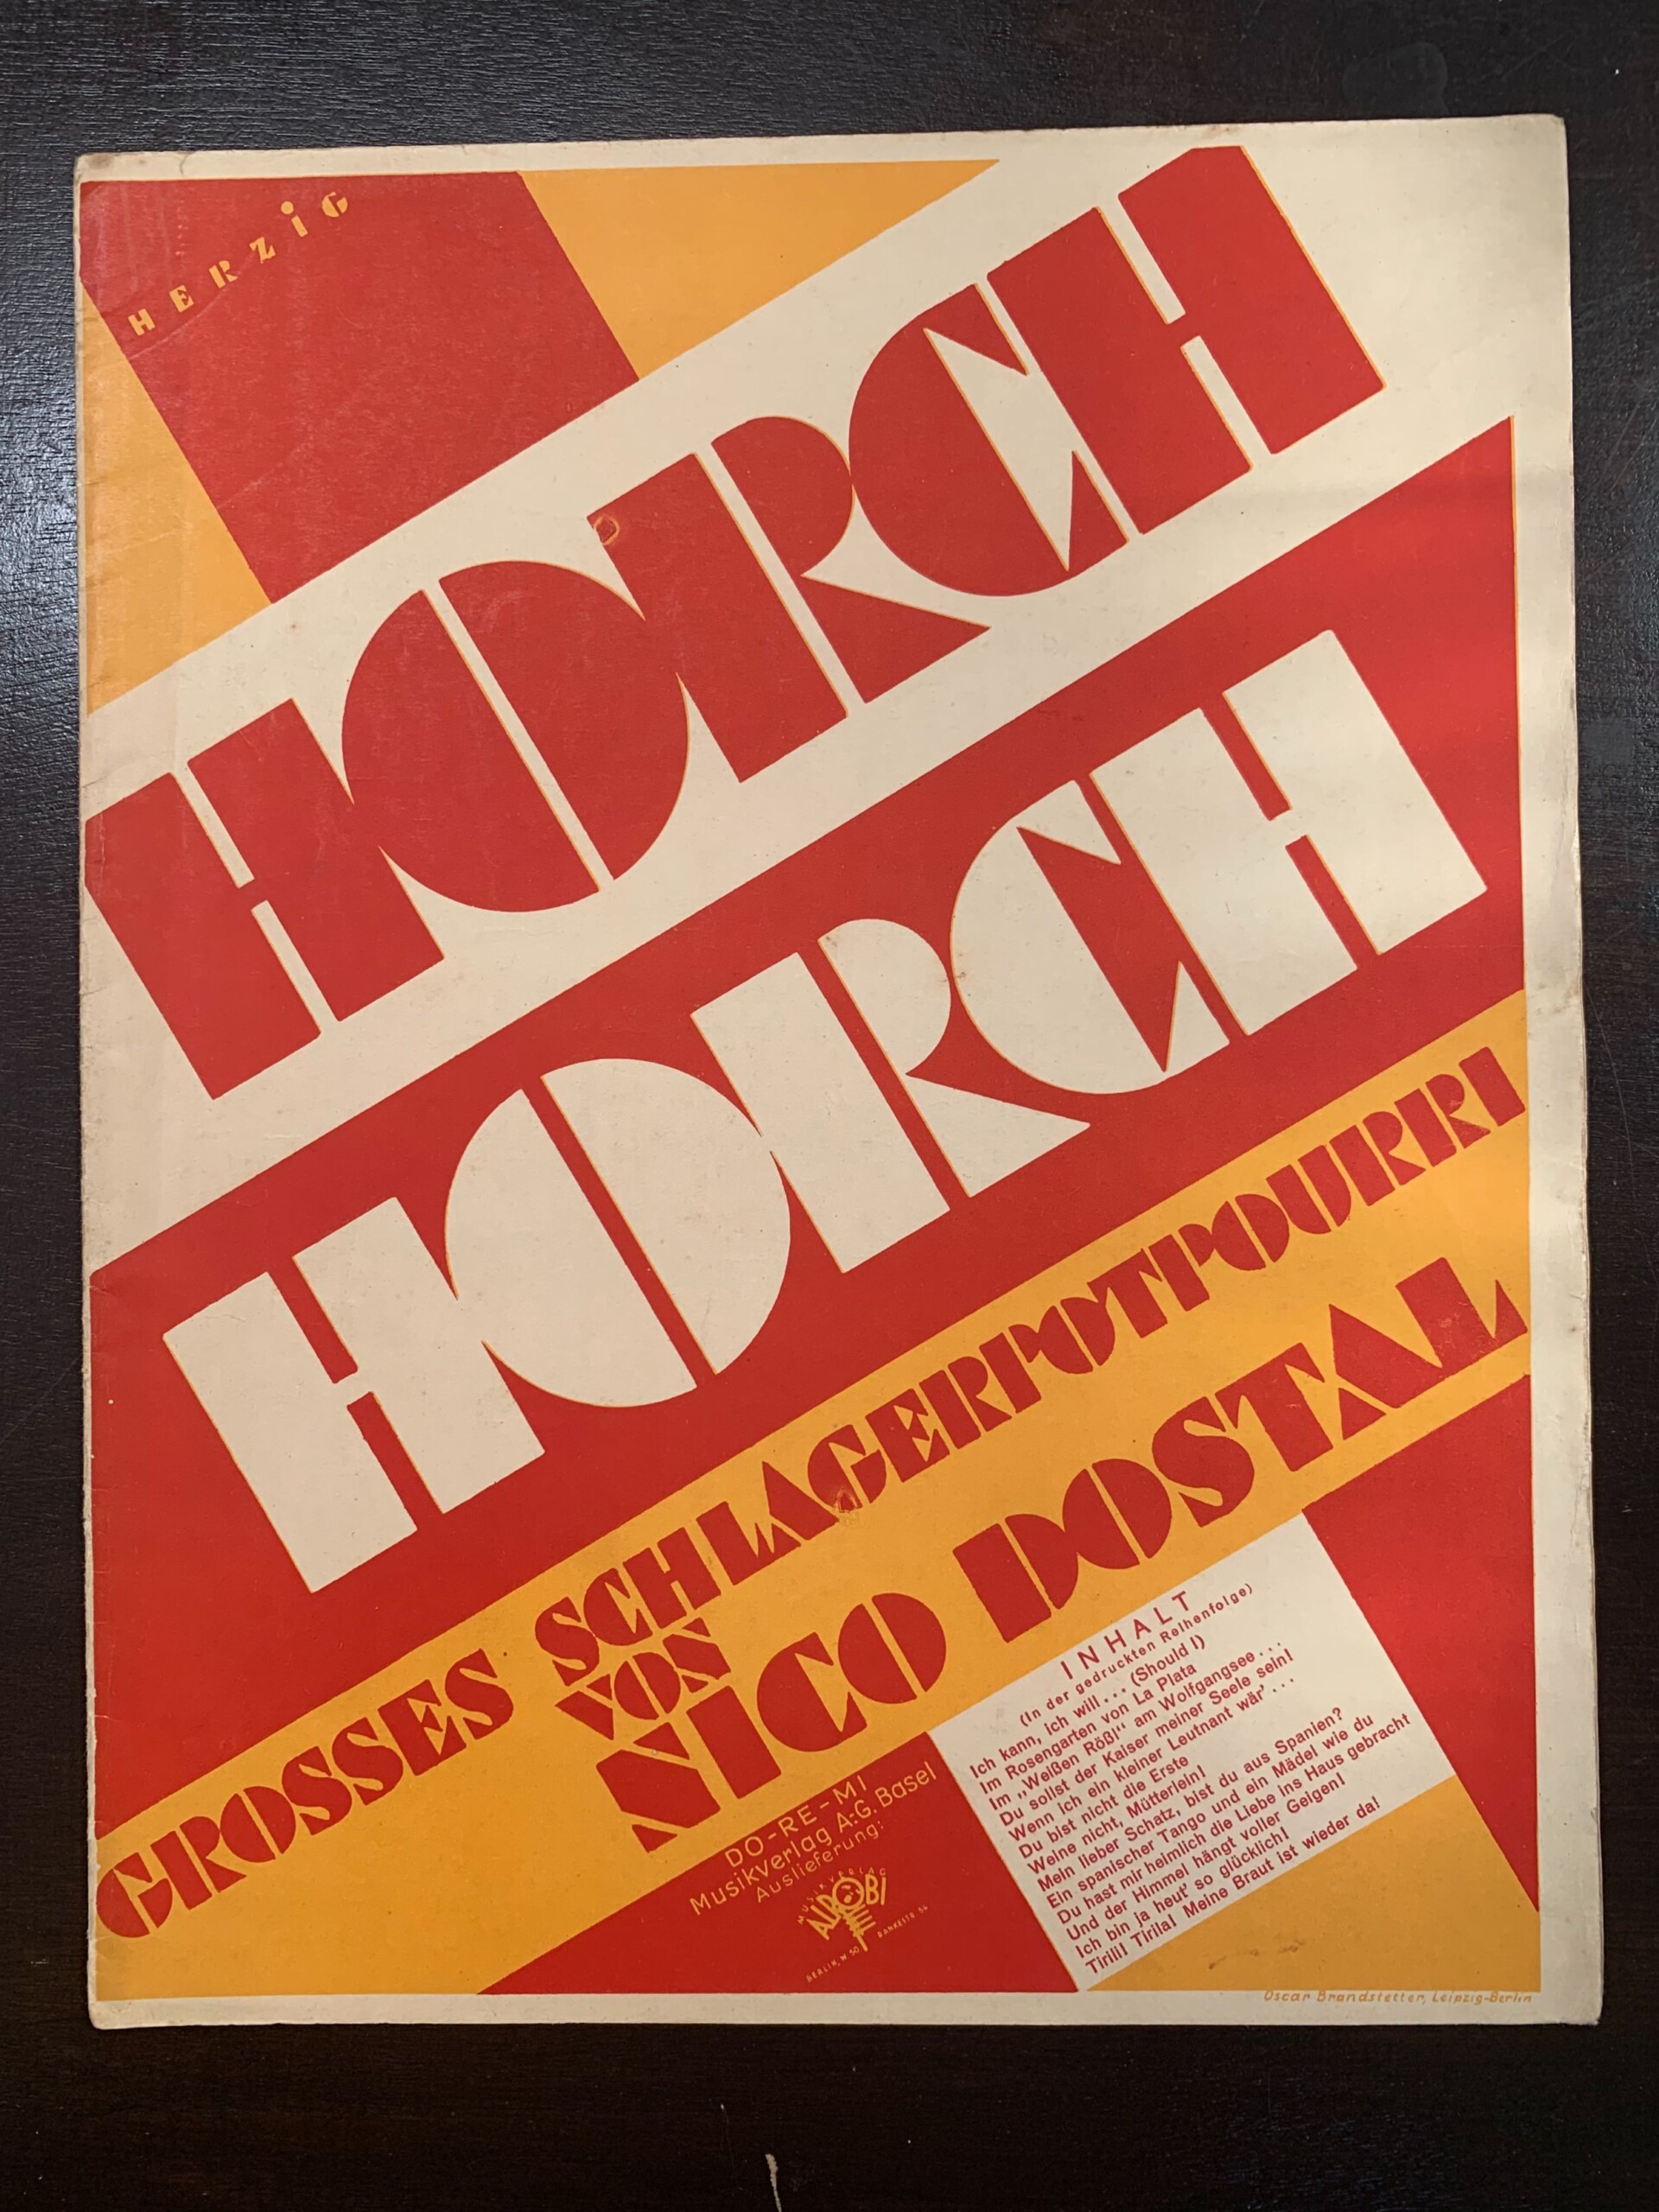 HERZiG
HORCH
HORCH
GROSSES SCHLAGERPOTPOURRI
VON
NICO DOSTAL
INHALT
(In der gedruckten Reihenfolge)
Ich kann, ich will... (Should I)
Im Rosengarten von La Plata
Im „Weißen Rößl" am Wolfgangsee...
Du sollst der Kaiser meiner Seele sein!
Wenn ich ein kleiner Leutnant wär'...
Du bist nicht die Erste
Weine nicht, Mütterlein!
Mein lieber Schatz, bist du aus Spanien?
Ein spanischer Tango und ein Mädel wie du
Du hast mir heimlich die Liebe ins Haus gebracht
Und der Himmel hängt voller Geigen!
Ich bin ja heut' so glücklich!
Tirili! Tirila! Meine Braut ist wieder da!
DO-RE-MI
Musikverlag A.-G. Basel
Auslieferung:
MUSIKVERLAG
ALROBI
BERLIN, W. 50 RANKESTR. 34
Oscar Brandstetter, Leipzig-Berlin